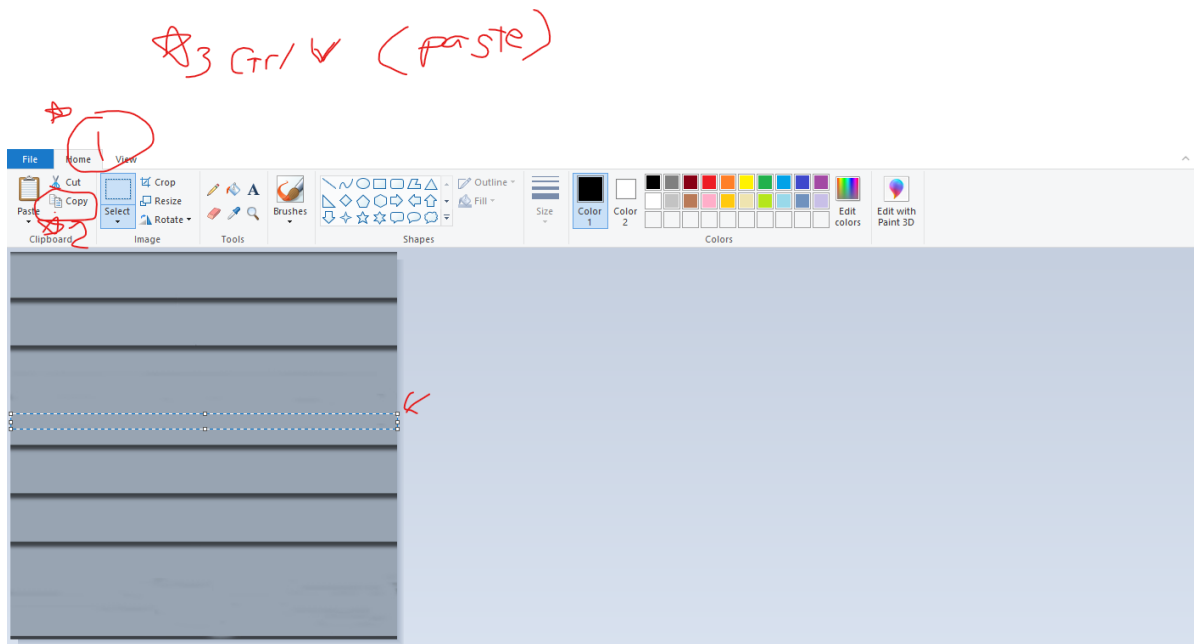 ☆3 Ctrl V (paste)
☆ 1
File Home View
Cut
Copy
Paste
Select
Crop
Resize
Rotate
Brushes
Outline
Fill
Size
Color 1
Color 2
Edit colors
Edit with Paint 3D
☆2
Clipboard Image Tools Shapes Colors